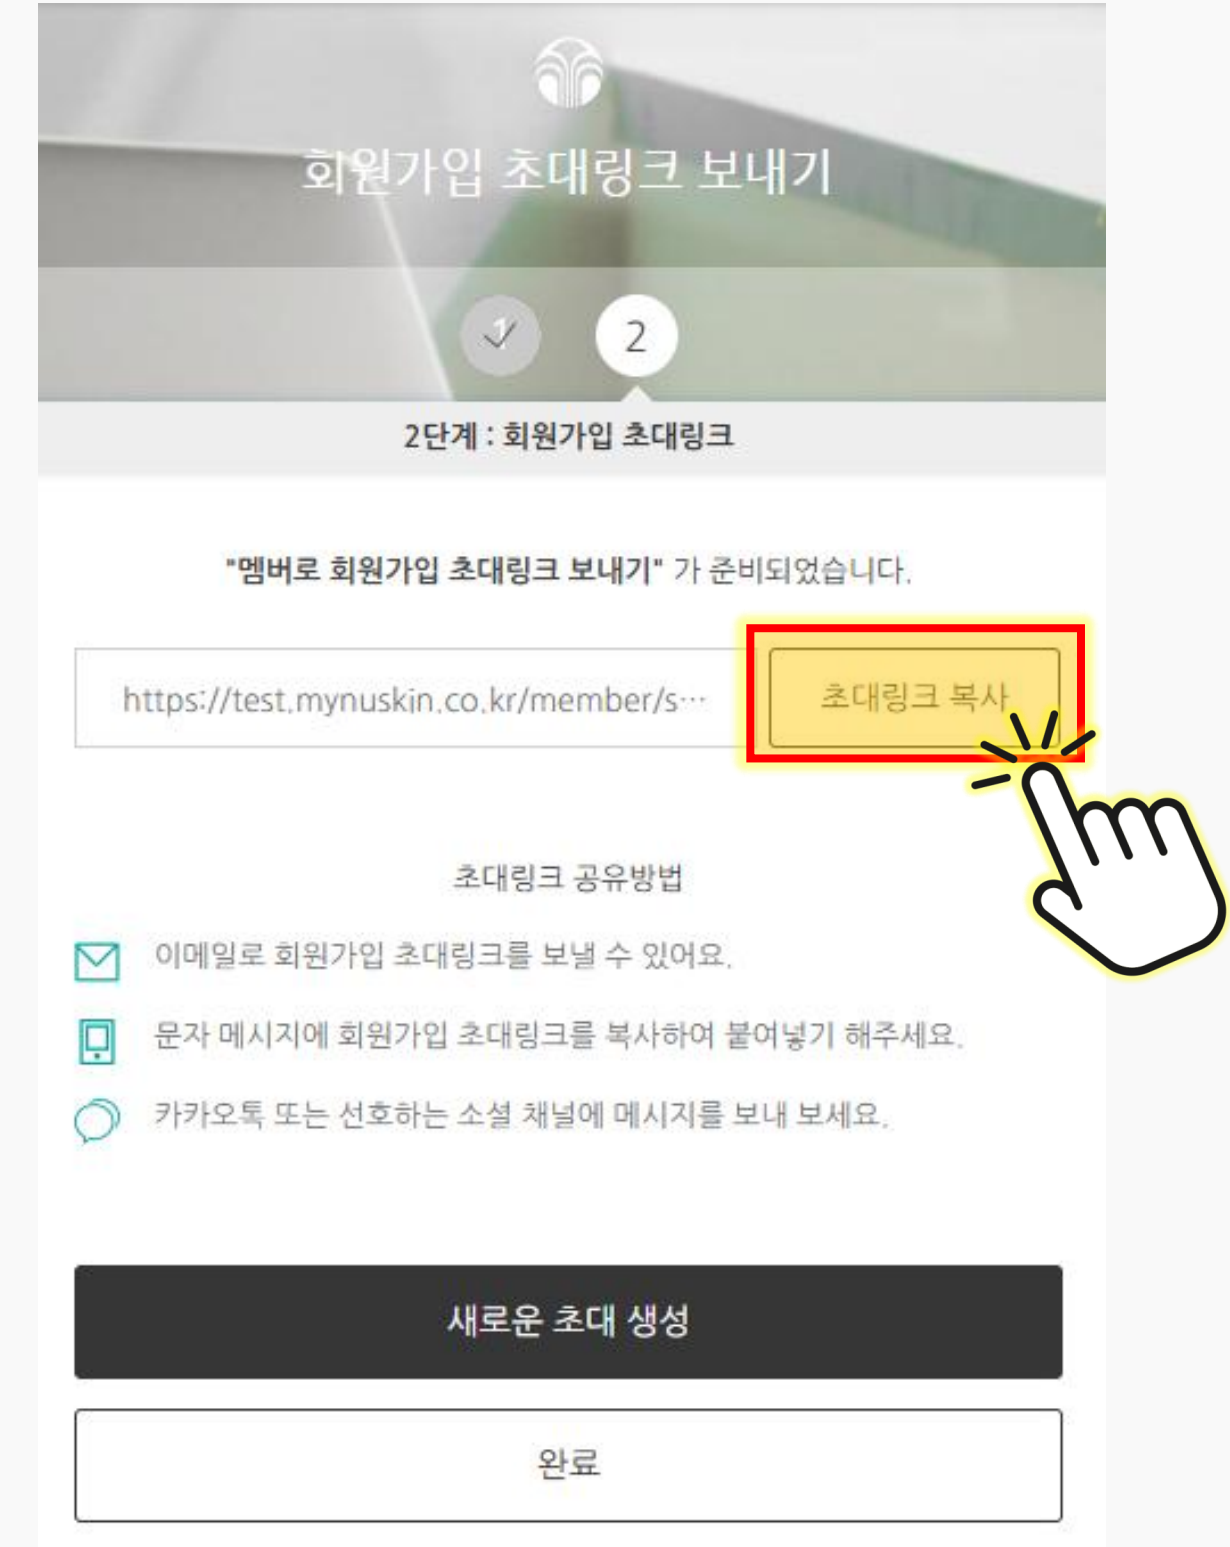 회원가입 초대링크 보내기
1 2
2단계 : 회원가입 초대링크
"멤버로 회원가입 초대링크 보내기" 가 준비되었습니다.
https://test.mynuskin.co.kr/member/s… 초대링크 복사
초대링크 공유방법
이메일로 회원가입 초대링크를 보낼 수 있어요.
문자 메시지에 회원가입 초대링크를 복사하여 붙여넣기 해주세요.
카카오톡 또는 선호하는 소셜 채널에 메시지를 보내 보세요.
새로운 초대 생성
완료